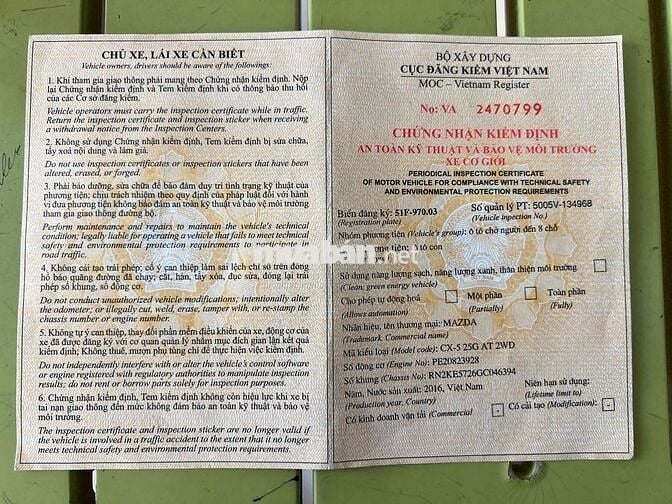 CHỦ XE, LÁI XE CẦN BIẾT
Vehicle owners, drivers should be aware of the followings:
1. Khi tham gia giao thông phải mang theo Chứng nhận kiểm định. Nộp
lại Chứng nhận kiểm định và Tem kiểm định khi có thông báo thu hồi
của các Cơ sở đăng kiểm.
Vehicle operators must carry the inspection certificate while in traffic.
Return the inspection certificate and inspection sticker when receiving
a withdrawal notice from the Inspection Centers.
2. Không sử dụng Chứng nhận kiểm định, Tem kiểm định bị sửa chữa,
tẩy xoá nội dung và làm giả.
Do not use inspection certificates or inspection stickers that have been
altered, erased, or forged.
3. Phải bảo dưỡng, sửa chữa để bảo đảm duy trì tình trạng kỹ thuật của
phương tiện; chịu trách nhiệm theo quy định của pháp luật đối với hành
vi đưa phương tiện không bảo đảm an toàn kỹ thuật và bảo vệ môi trường
tham gia giao thông đường bộ.
Perform maintenance and repairs, to maintain the vehicle's technical
condition; legally liable for operating a vehicle that fails to meet technical
safety and environmental protection requirements to participate in
road traffic.
4. Không cải tạo trái phép; cố ý can thiệp làm sai lệch chỉ số trên đồng
hồ báo quãng đường đã chạy; cắt, hàn, tẩy xóa, đục sửa, đóng lại trái
phép số khung, số động cơ.
Do not conduct unauthorized vehicle modifications; intentionally alter
the odometer; or illegally cut, weld, erase, tamper with, or re-stamp the
chassis number or engine number.
5. Không tự ý can thiệp, thay đổi phần mềm điều khiển của xe, động cơ của
xe đã được đăng ký với cơ quan quản lý nhằm mục đích gian lận kết quả
kiểm định; Không thuê, mượn phụ tùng chỉ để thực hiện việc kiểm định.
Do not independently interfere with or alter the vehicle's control software
or engine registered with regulatory authorities to manipulate inspection
results; do not rent or borrow parts solely for inspection purposes.
6. Chứng nhận kiểm định, Tem kiểm định không còn hiệu lực khi xe bị
tai nạn giao thông đến mức không đảm bảo an toàn kỹ thuật và bảo vệ
môi trường.
The inspection certificate and inspection sticker are no longer valid if
the vehicle is involved in a traffic accident to the extent that it no longer
meets technical safety and environmental protection requirements.
BỘ XÂY DỰNG
CỤC ĐĂNG KIỂM VIỆT NAM
MOC – Vietnam Register
No: VA 2470799
CHỨNG NHẬN KIỂM ĐỊNH
AN TOÀN KỸ THUẬT VÀ BẢO VỆ MÔI TRƯỜNG
XE CƠ GIỚI
PERIODICAL INSPECTION CERTIFICATE
OF MOTOR VEHICLE FOR COMPLIANCE WITH TECHNICAL SAFETY
AND ENVIRONMENTAL PROTECTION REQUIREMENTS
Biển đăng ký: 51F-970.03 Số quản lý PT: 5005V-134968
(Registration plate) (Vehicle inspection No.)
Nhóm phương tiện (Vehicle's group): ô tô chở người đến 8 chỗ
tiện: ô tô con
muaban.net
Sử dụng năng lượng sạch, năng lượng xanh, thân thiện môi trường
(Clean, green energy vehicle)
Cho phép tự động hoá Một phần Toàn phần
(Allows automation) (Partially) (Fully)
Nhãn hiệu, tên thương mại: MAZDA
(Trademark, Commercial name)
Mã kiểu loại (Model code): CX-5 25G AT 2WD
Số động cơ (Engine No): PE20823928
Số khung (Chassis No): RN2KE5726GC046394
Năm, Nước sản xuất: 2016, Việt Nam Niên hạn sử dụng:
(Production year, Country) (Lifetime limit to)
Có kinh doanh vận tải (Commercial Có cải tạo (Modification)